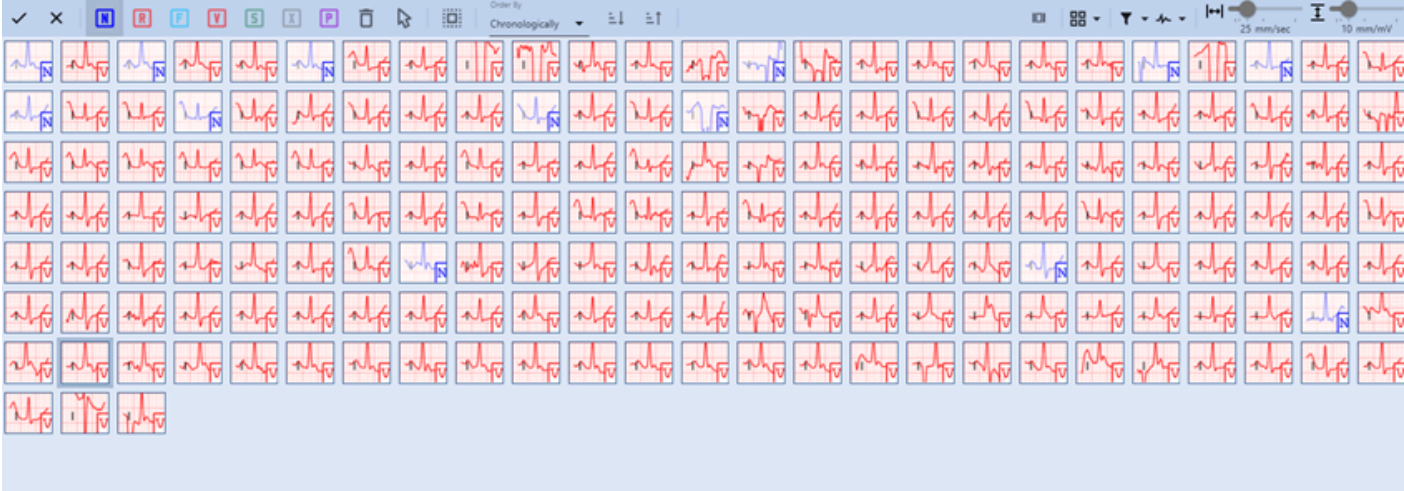 N R F V S X P Order By Chronologically 25 mm/sec 10 mm/mV
N V N V V N V V V V V V V N V V V V V V N V N V V
N V V N V V V V V N V V N V V V V V V V V V V V V
V V V V V V V V V V V V V V V V V V V V V V V V V
V V V V V V V V V V V V V V V V V V V V V V V V V
V V V V V V V N V V V V V V V V V V N V V V V V V
V V V V V V V V V V V V V V V V V V V V V V V N V
V V V V V V V V V V V V V V V V V V V V V V V V V
V V V